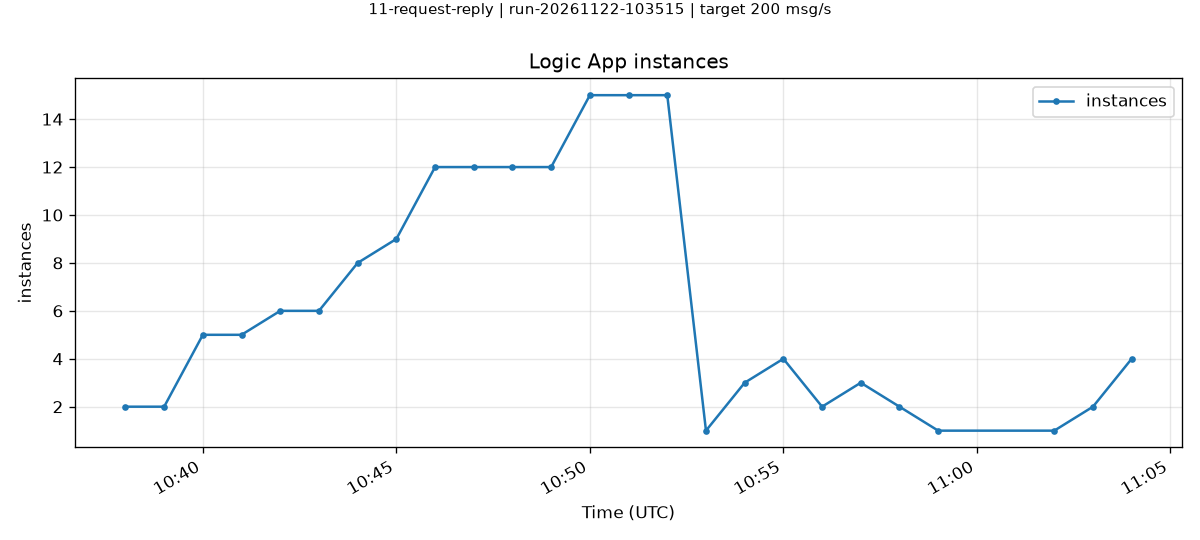 11-request-reply | run-20261122-103515 | target 200 msg/s
Logic App instances
instances
14
12
10
8
6
4
2
instances
10:40
10:45
10:50
10:55
11:00
11:05
Time (UTC)